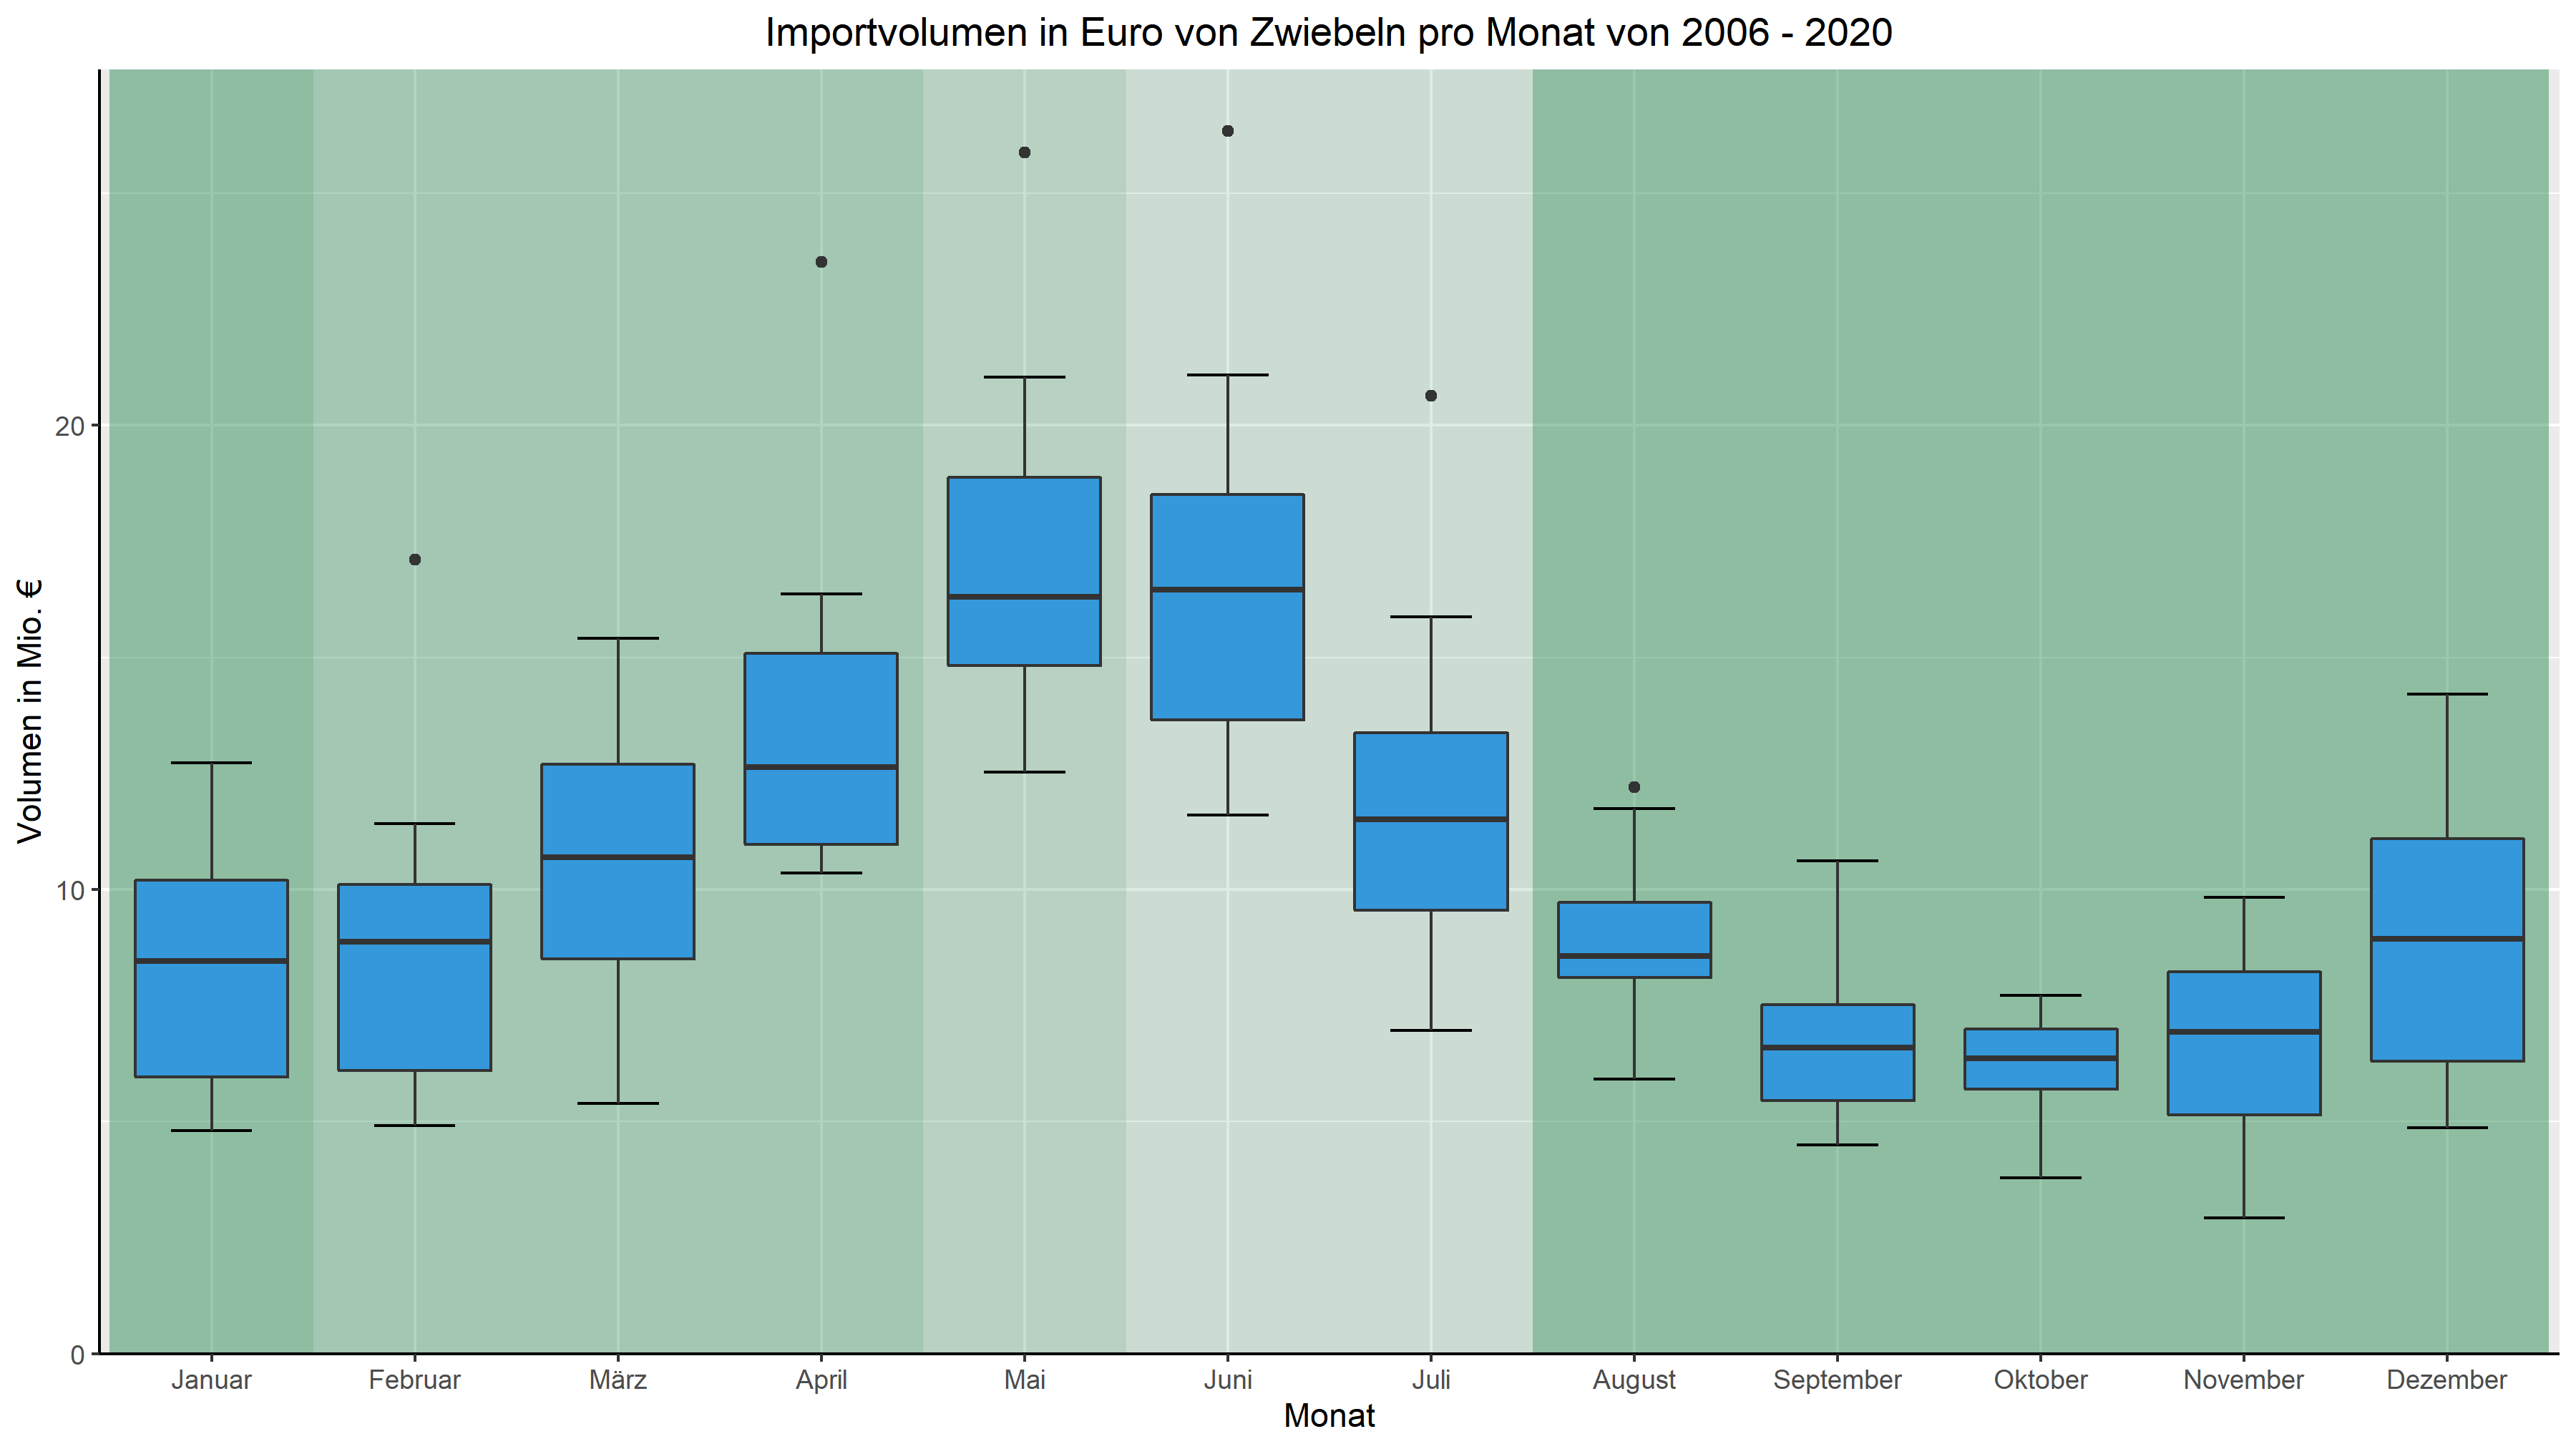 Importvolumen in Euro von Zwiebeln pro Monat von 2006 - 2020
Volumen in Mio. €
20
10
0
Januar Februar März April Mai Juni Juli August September Oktober November Dezember
Monat